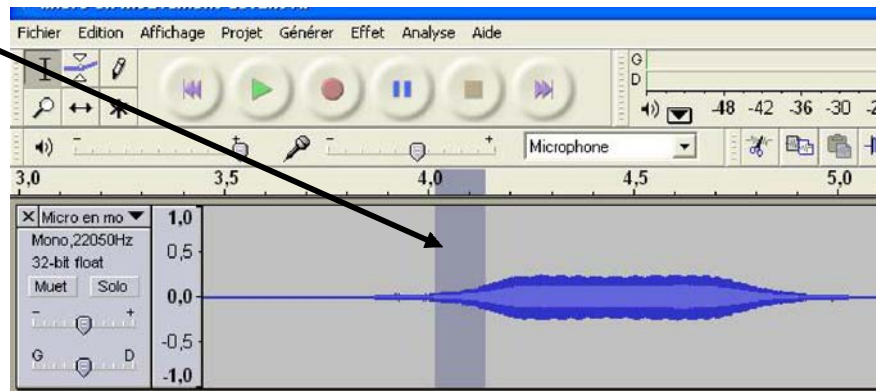 Fichier Edition Affichage Projet Générer Effet Analyse Aide
G
D
-48 -42 -36 -30
- + - + Microphone
3,0 3,5 4,0 4,5 5,0
Micro en mo
Mono,22050Hz
32-bit float
Muet Solo
- +
G D
1,0
0,5
0,0
-0,5
-1,0